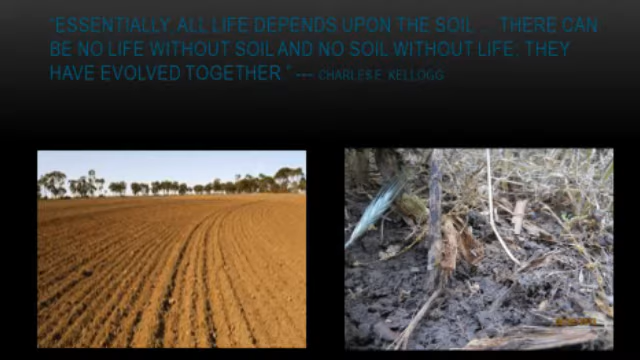 "ESSENTIALLY, ALL LIFE DEPENDS UPON THE SOIL ... THERE CAN
BE NO LIFE WITHOUT SOIL AND NO SOIL WITHOUT LIFE; THEY
HAVE EVOLVED TOGETHER." --- CHARLES E. KELLOGG